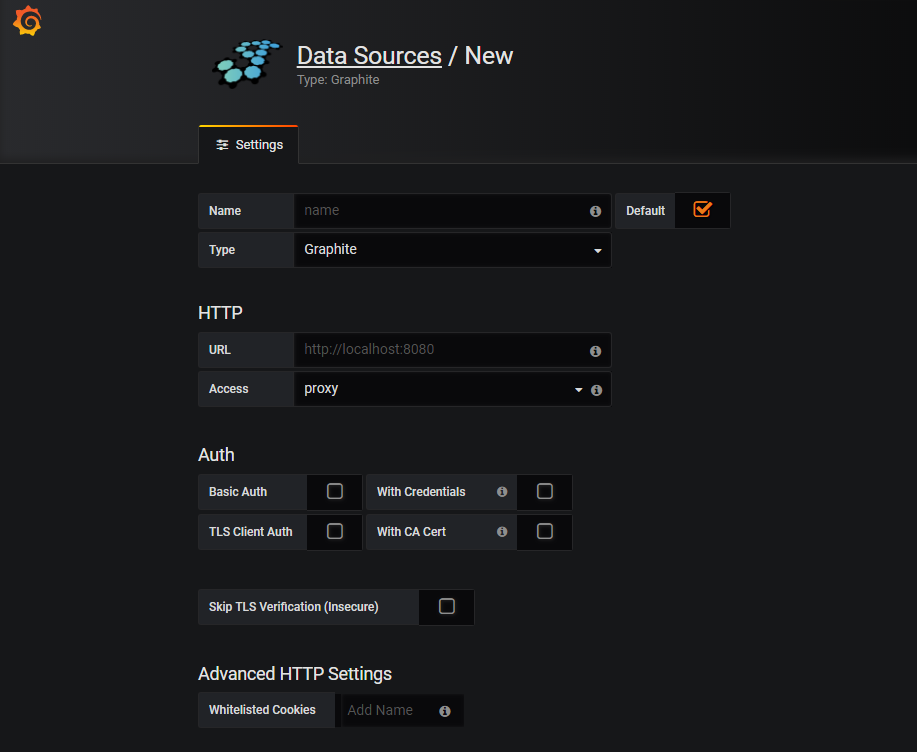 Data Sources / New
Type: Graphite
Settings
Name name Default
Type Graphite
HTTP
URL http://localhost:8080
Access proxy
Auth
Basic Auth With Credentials
TLS Client Auth With CA Cert
Skip TLS Verification (Insecure)
Advanced HTTP Settings
Whitelisted Cookies Add Name